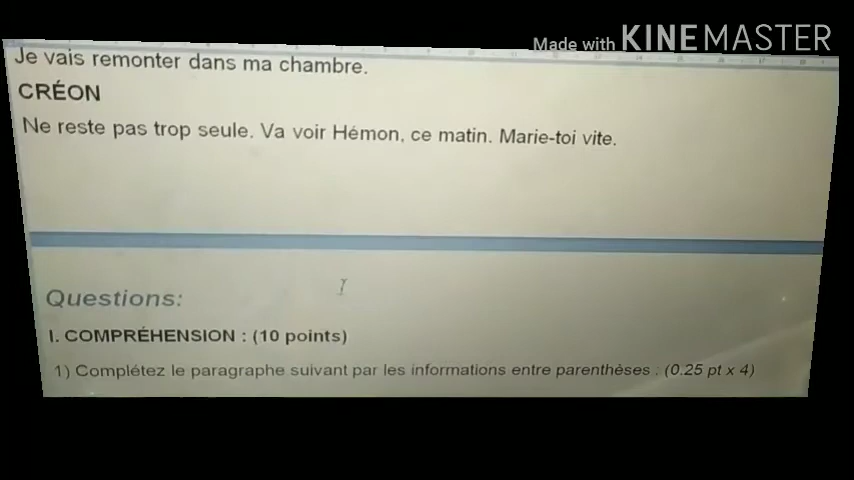 Made with KINEMASTER
Je vais remonter dans ma chambre.
CRÉON
Ne reste pas trop seule. Va voir Hémon, ce matin. Marie-toi vite.
Questions:
I. COMPRÉHENSION : (10 points)
1) Complétez le paragraphe suivant par les informations entre parenthèses : (0.25 pt x 4)